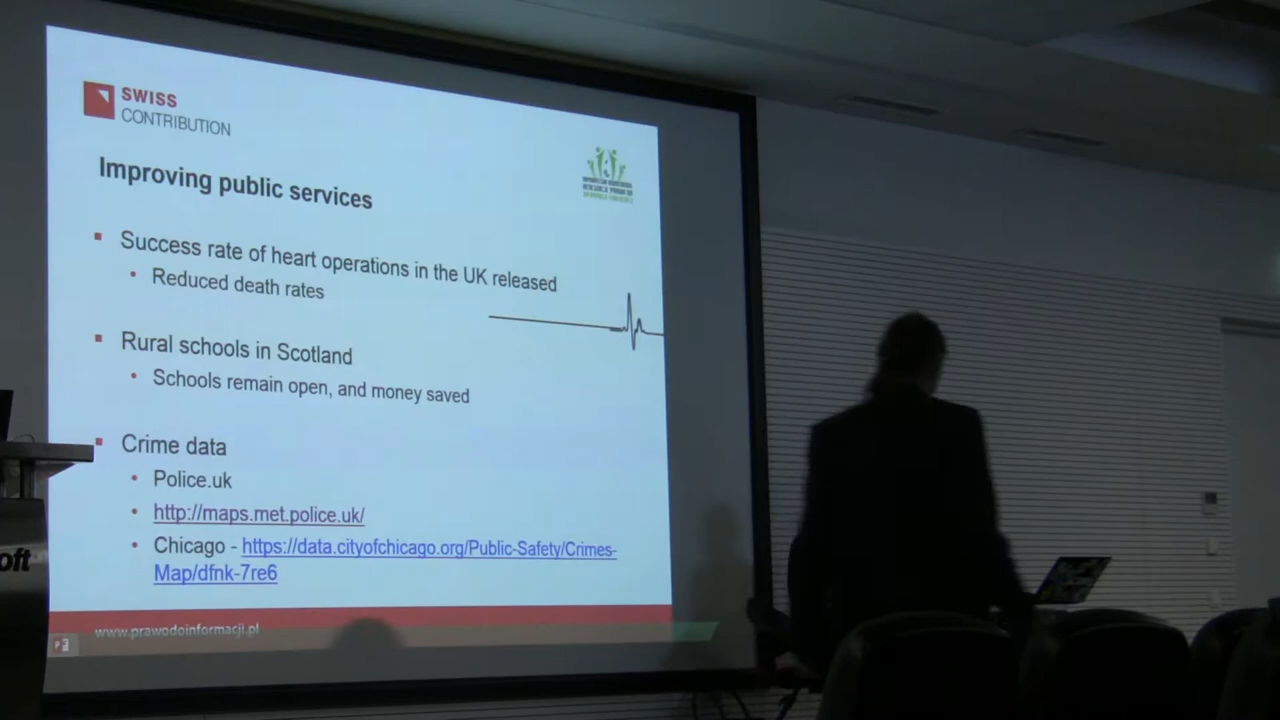 SWISS
CONTRIBUTION
Improving public services
Success rate of heart operations in the UK released
Reduced death rates
Rural schools in Scotland
Schools remain open, and money saved
Crime data
Police.uk
http://maps.met.police.uk/
Chicago - https://data.cityofchicago.org/Public-Safety/Crimes-
Map/dfnk-7re6
www.prawodoinformacji.pl
oft